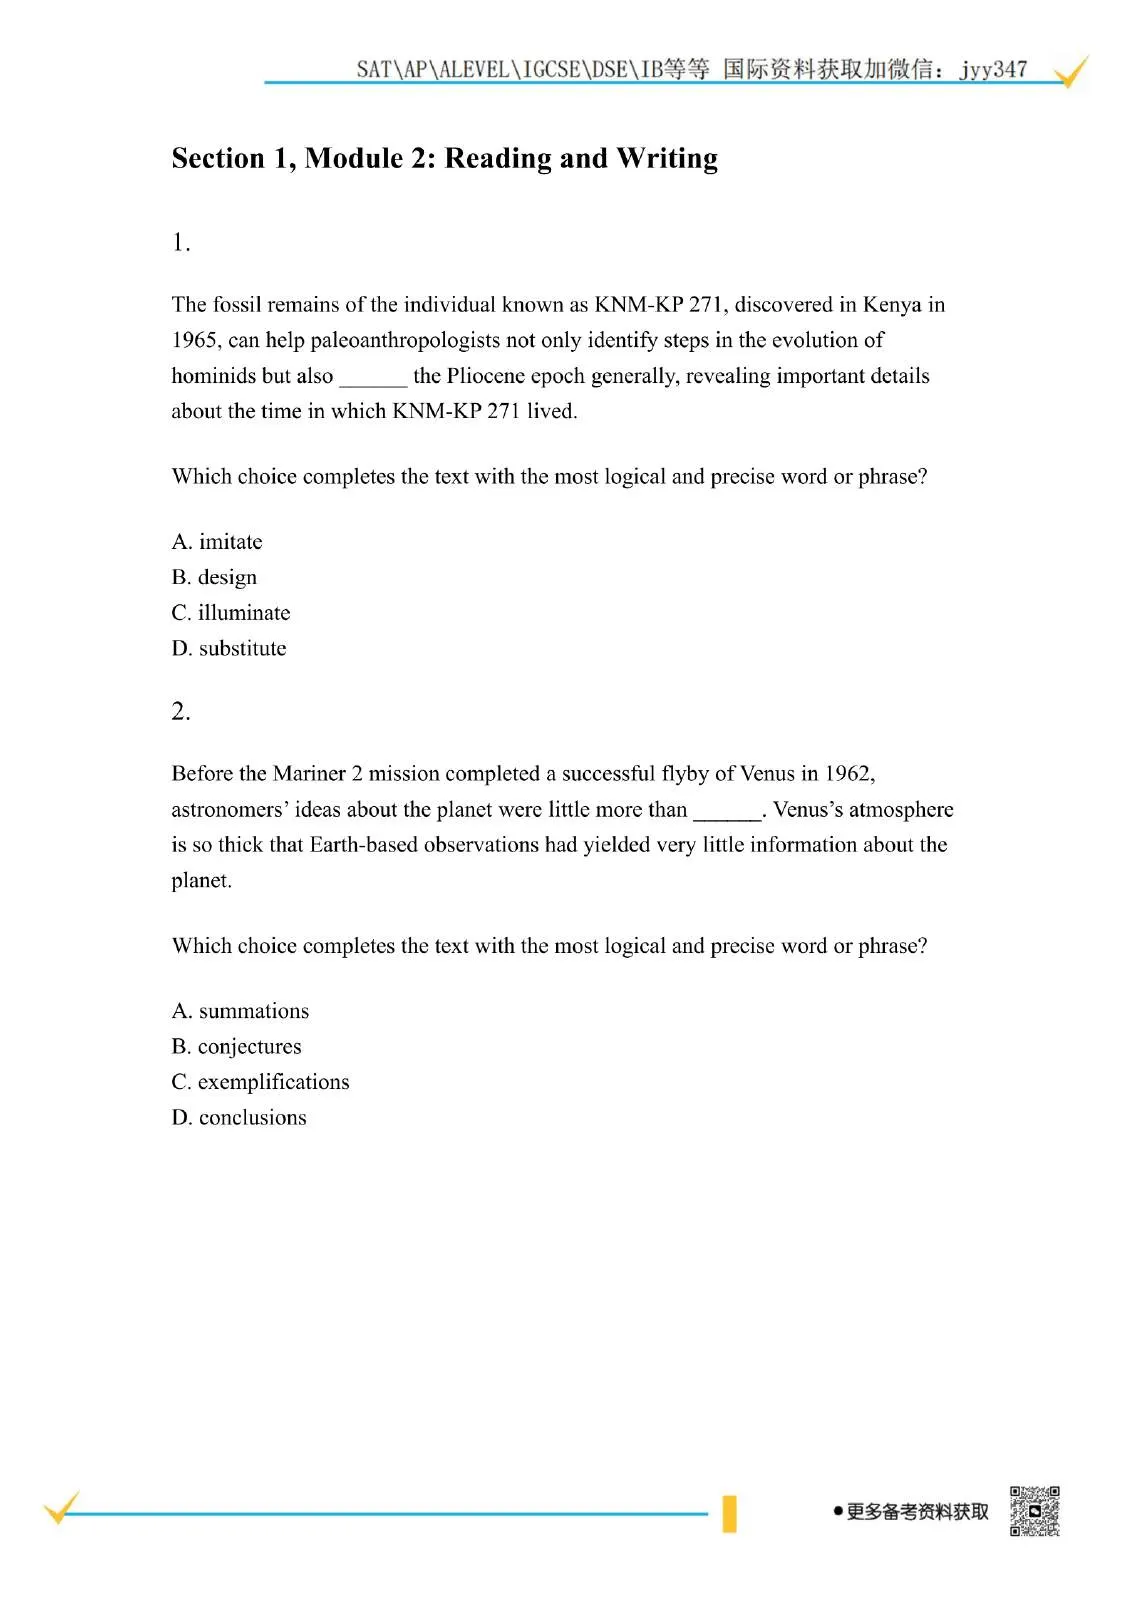 SAT\AP\ALEVEL\IGCSE\DSE\IB等等 国际资料获取加微信：jyy347
Section 1, Module 2: Reading and Writing
1.
The fossil remains of the individual known as KNM-KP 271, discovered in Kenya in
1965, can help paleoanthropologists not only identify steps in the evolution of
hominids but also ______ the Pliocene epoch generally, revealing important details
about the time in which KNM-KP 271 lived.
Which choice completes the text with the most logical and precise word or phrase?
A. imitate
B. design
C. illuminate
D. substitute
2.
Before the Mariner 2 mission completed a successful flyby of Venus in 1962,
astronomers’ ideas about the planet were little more than ______. Venus’s atmosphere
is so thick that Earth-based observations had yielded very little information about the
planet.
Which choice completes the text with the most logical and precise word or phrase?
A. summations
B. conjectures
C. exemplifications
D. conclusions
●更多备考资料获取